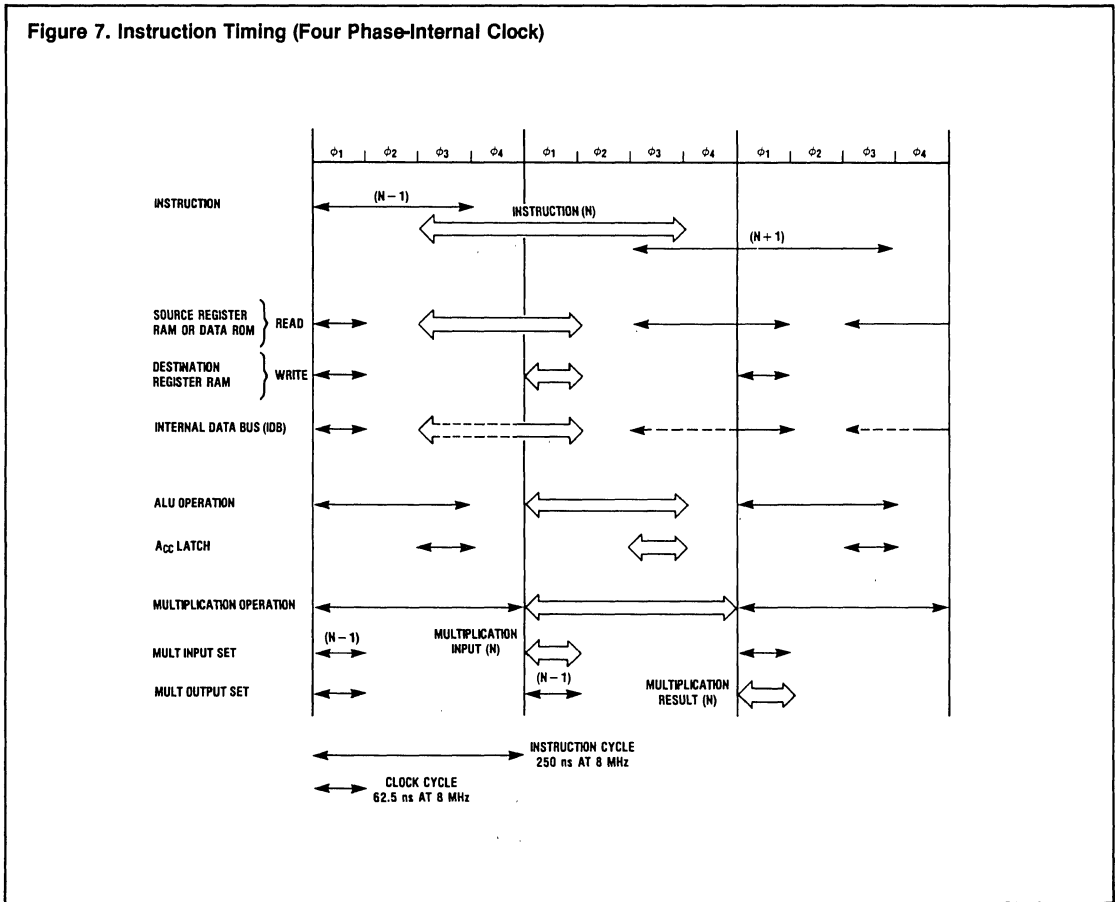 Figure 7. Instruction Timing (Four Phase-Internal Clock)
ϕ1 ϕ2 ϕ3 ϕ4 ϕ1 ϕ2 ϕ3 ϕ4 ϕ1 ϕ2 ϕ3 ϕ4
INSTRUCTION
(N – 1)
INSTRUCTION (N)
(N + 1)
SOURCE REGISTER
RAM OR DATA ROM
READ
DESTINATION
REGISTER RAM
WRITE
INTERNAL DATA BUS (IDB)
ALU OPERATION
ACC LATCH
MULTIPLICATION OPERATION
MULT INPUT SET
(N – 1)
MULTIPLICATION
INPUT (N)
MULT OUTPUT SET
(N – 1)
MULTIPLICATION
RESULT (N)
INSTRUCTION CYCLE
250 ns AT 8 MHz
CLOCK CYCLE
62.5 ns AT 8 MHz